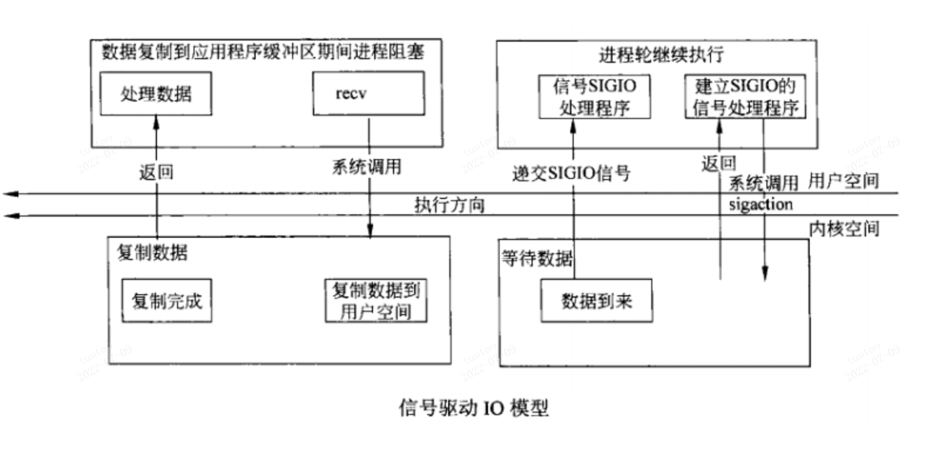 数据复制到应用程序缓冲区期间进程阻塞
处理数据
recv
返回
系统调用
进程轮继续执行
信号SIGIO
处理程序
建立SIGIO的
信号处理程序
递交SIGIO信号
返回
系统调用
sigaction
用户空间
执行方向
内核空间
复制数据
复制完成
复制数据到
用户空间
等待数据
数据到来
信号驱动 IO 模型